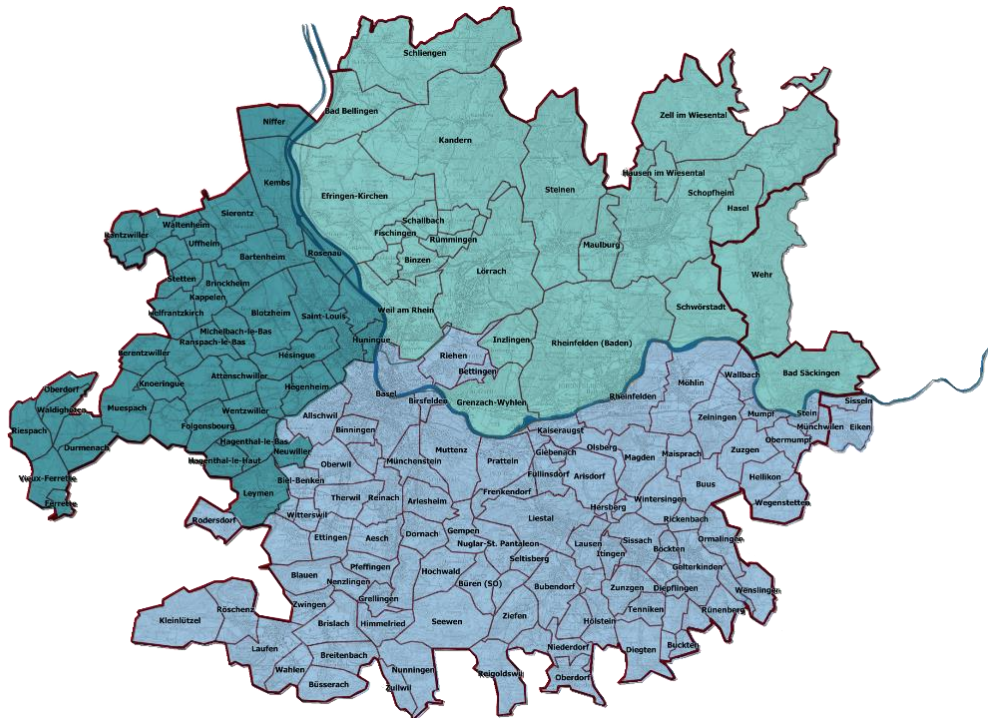 Schliengen
Bad Bellingen
Zell im Wiesental
Niffer
Kandern
Hausen im Wiesental
Kembs
Steinen
Efringen-Kirchen
Schopfheim
Hasel
Sierentz
Schallbach
Rantzwiller
Waltenheim
Fischingen
Rümmingen
Uffheim
Maulburg
Bartenheim
Rosenau
Binzen
Lörrach
Wehr
Stetten
Brinckheim
Kappelen
Helfrantzkirch
Blotzheim
Saint-Louis
Weil am Rhein
Schwörstadt
Michelbach-le-Bas
Ranspach-le-Bas
Huningue
Inzlingen
Rheinfelden (Baden)
Berentzwiller
Hésingue
Riehen
Bettingen
Bad Säckingen
Wallbach
Oberdorf
Knoeringue
Attenschwiller
Hégenheim
Basel
Birsfelden
Grenzach-Wyhlen
Rheinfelden
Möhlin
Sisseln
Waldighofen
Muespach
Wentzwiller
Allschwil
Zeiningen
Mumpf
Stein
Riespach
Folgensbourg
Binningen
Kaiseraugst
Münchwilen
Eiken
Durmenach
Hagenthal-le-Bas
Neuwiller
Muttenz
Giebenach
Olsberg
Obermumpf
Hagenthal-le-Haut
Oberwil
Münchenstein
Pratteln
Magden
Maisprach
Zuzgen
Vieux-Ferrette
Biel-Benken
Füllinsdorf
Arisdorf
Buus
Hellikon
Ferrette
Leymen
Therwil
Reinach
Arlesheim
Frenkendorf
Wintersingen
Wegenstetten
Rodersdorf
Witterswil
Hersberg
Rickenbach
Liestal
Ettingen
Aesch
Dornach
Gempen
Nuglar-St. Pantaleon
Lausen
Sissach
Ormalingen
Itingen
Böckten
Seltisberg
Gelterkinden
Blauen
Pfeffingen
Hochwald
Nenzlingen
Büren (SO)
Bubendorf
Zunzgen
Diepflingen
Wenslingen
Grellingen
Zwingen
Röschenz
Tenniken
Rünenberg
Kleinlützel
Brislach
Himmelried
Seewen
Ziefen
Hölstein
Laufen
Niederdorf
Buckten
Diegten
Breitenbach
Wahlen
Nunningen
Reigoldswil
Oberdorf
Büsserach
Zullwil